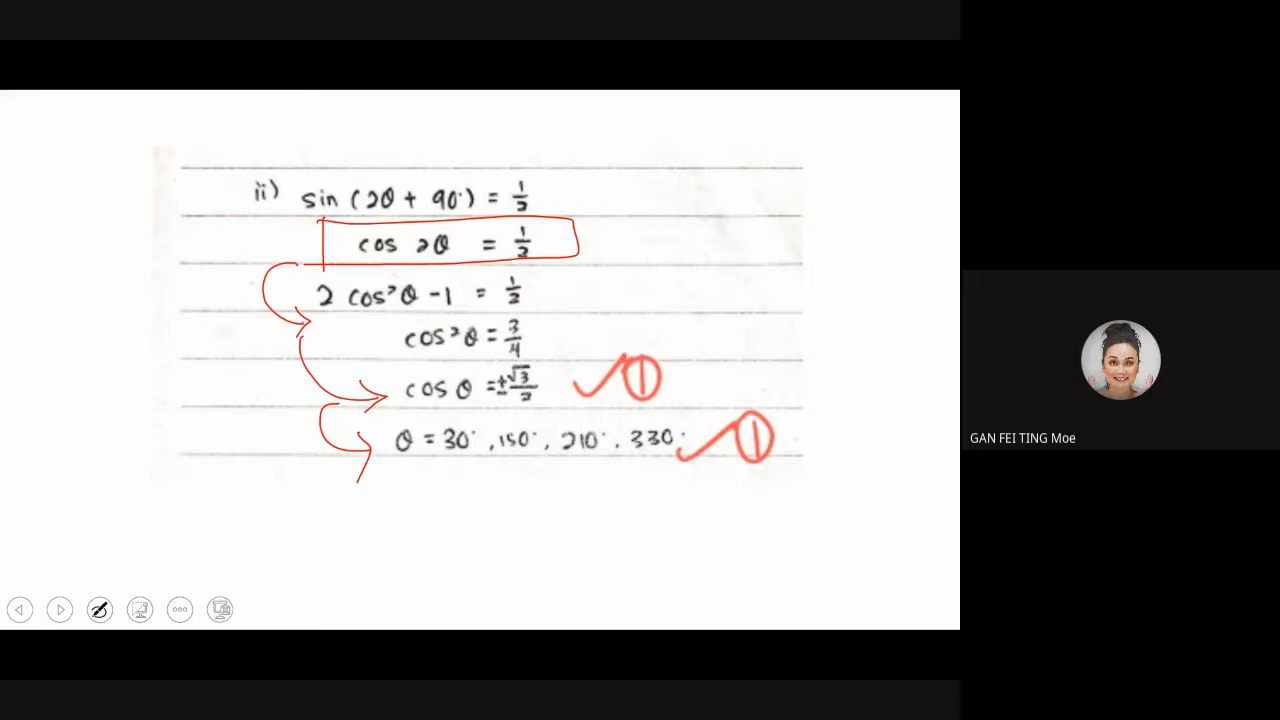 ii) sin (2θ + 90°) = 1/2
cos 2θ = 1/2
2 cos²θ - 1 = 1/2
cos²θ = 3/4
cos θ = ±√3/2 ✓ ①
θ = 30°, 150°, 210°, 330° ✓ ①
GAN FEI TING Moe